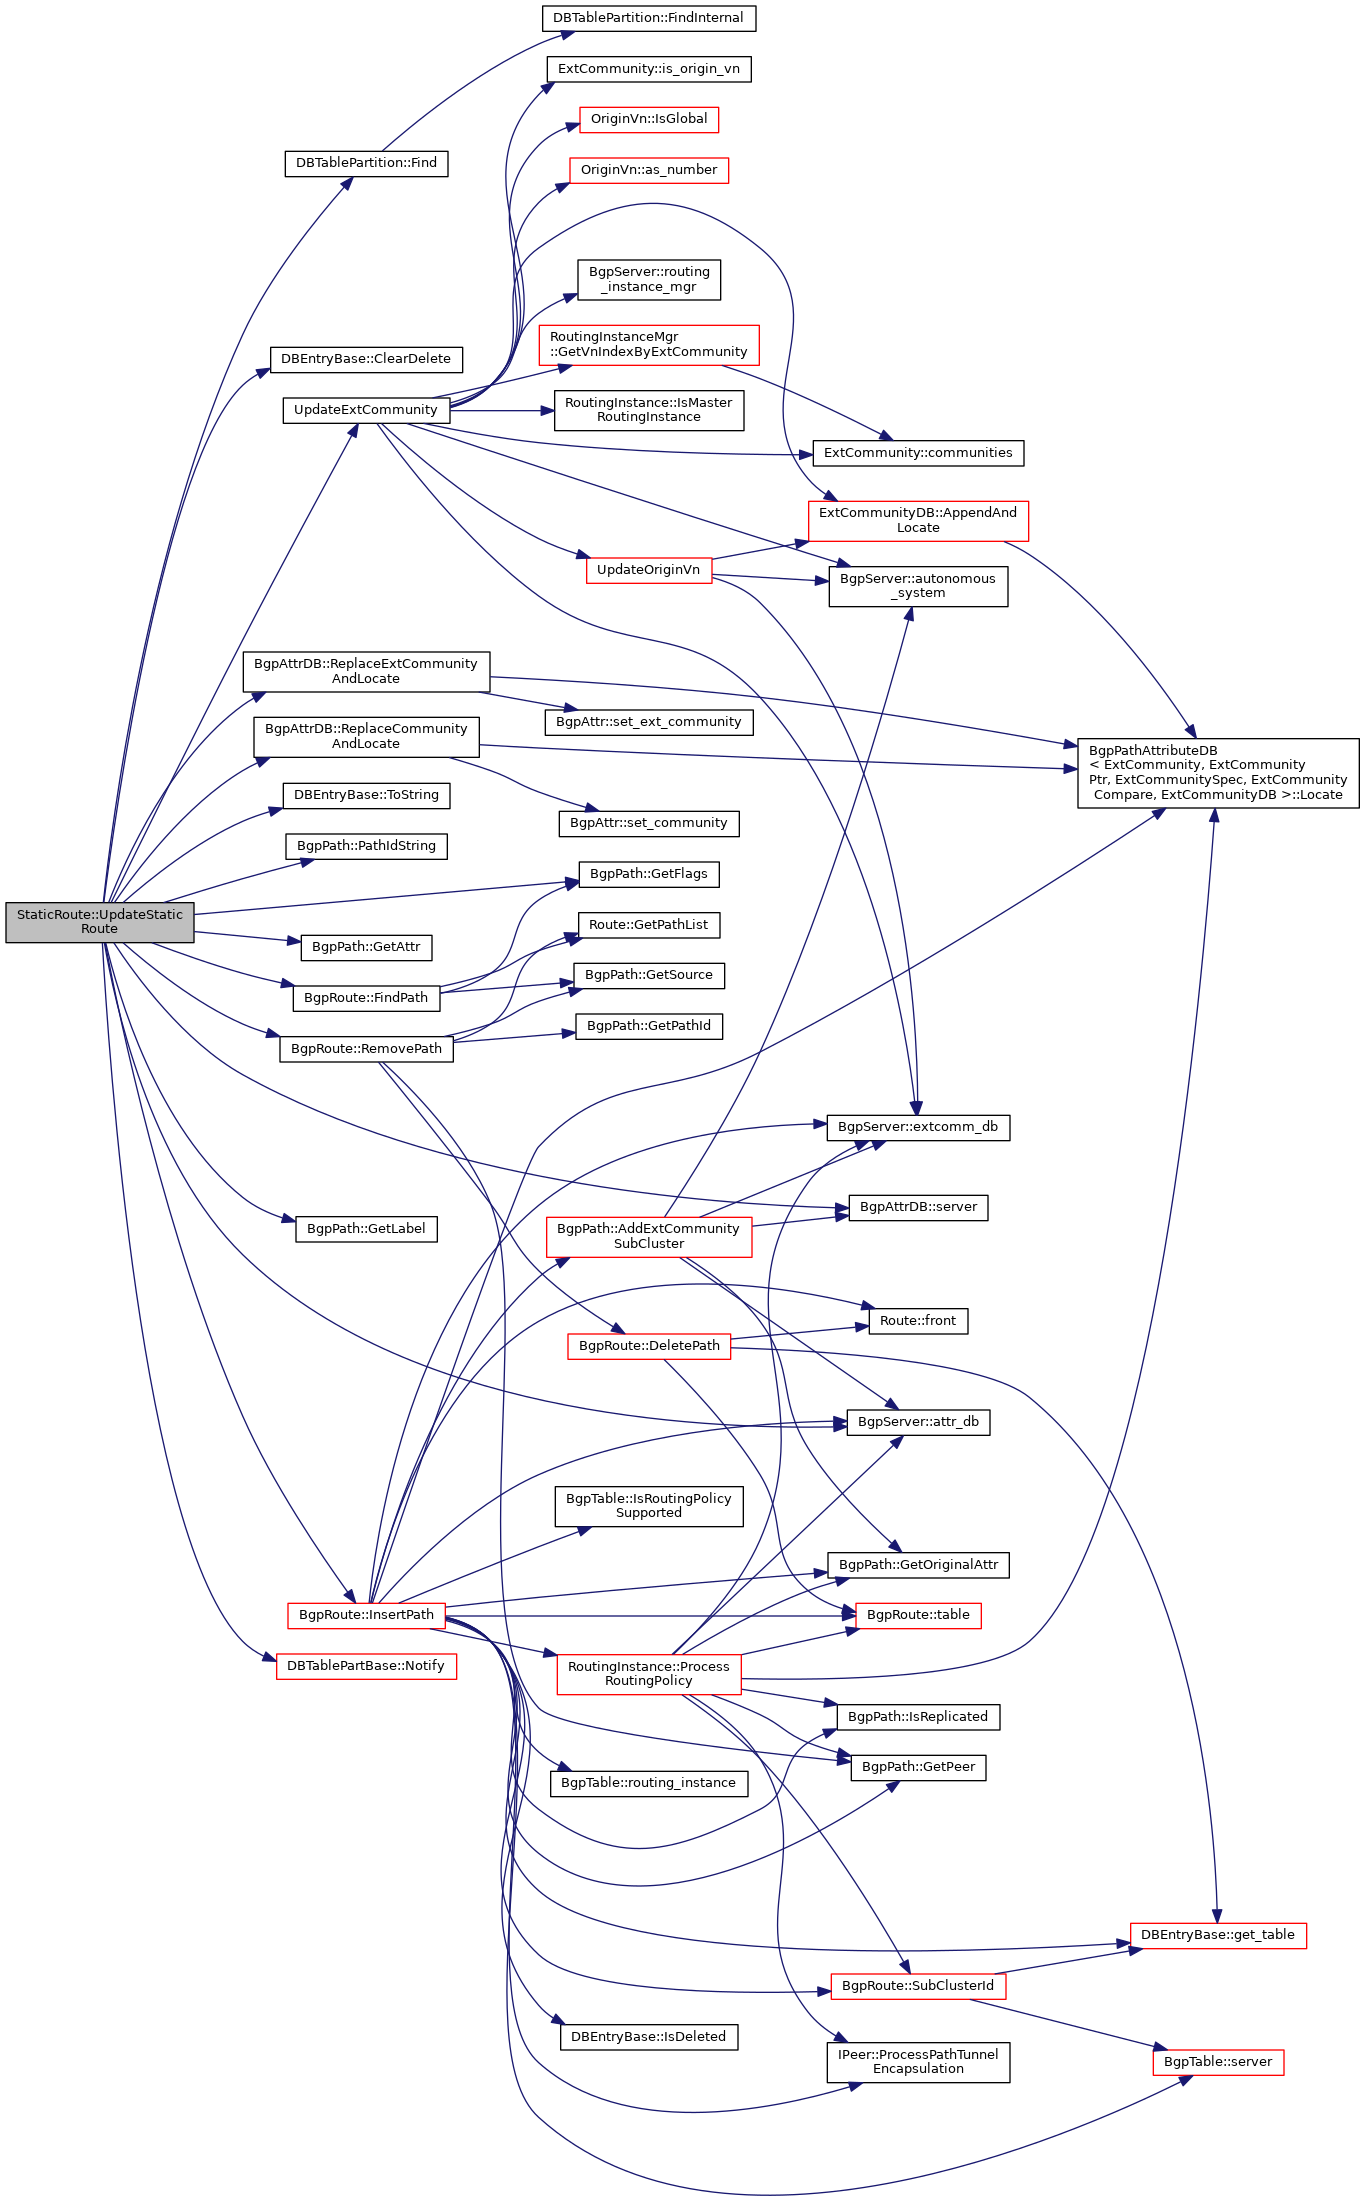 DBTablePartition::FindInternal
ExtCommunity::is_origin_vn
OriginVn::IsGlobal
DBTablePartition::Find
OriginVn::as_number
BgpServer::routing
_instance_mgr
RoutingInstanceMgr
::GetVnIndexByExtCommunity
DBEntryBase::ClearDelete
UpdateExtCommunity
RoutingInstance::IsMaster
RoutingInstance
ExtCommunity::communities
ExtCommunityDB::AppendAnd
Locate
UpdateOriginVn
BgpServer::autonomous
_system
BgpAttrDB::ReplaceExtCommunity
AndLocate
BgpAttr::set_ext_community
BgpAttrDB::ReplaceCommunity
AndLocate
BgpPathAttributeDB
< ExtCommunity, ExtCommunity
Ptr, ExtCommunitySpec, ExtCommunity
Compare, ExtCommunityDB >::Locate
DBEntryBase::ToString
BgpAttr::set_community
BgpPath::PathIdString
BgpPath::GetFlags
StaticRoute::UpdateStatic
Route
Route::GetPathList
BgpPath::GetAttr
BgpPath::GetSource
BgpRoute::FindPath
BgpPath::GetPathId
BgpRoute::RemovePath
BgpServer::extcomm_db
BgpAttrDB::server
BgpPath::GetLabel
BgpPath::AddExtCommunity
SubCluster
Route::front
BgpRoute::DeletePath
BgpServer::attr_db
BgpTable::IsRoutingPolicy
Supported
BgpPath::GetOriginalAttr
BgpRoute::InsertPath
BgpRoute::table
DBTablePartBase::Notify
RoutingInstance::Process
RoutingPolicy
BgpPath::IsReplicated
BgpPath::GetPeer
BgpTable::routing_instance
DBEntryBase::get_table
BgpRoute::SubClusterId
DBEntryBase::IsDeleted
IPeer::ProcessPathTunnel
Encapsulation
BgpTable::server